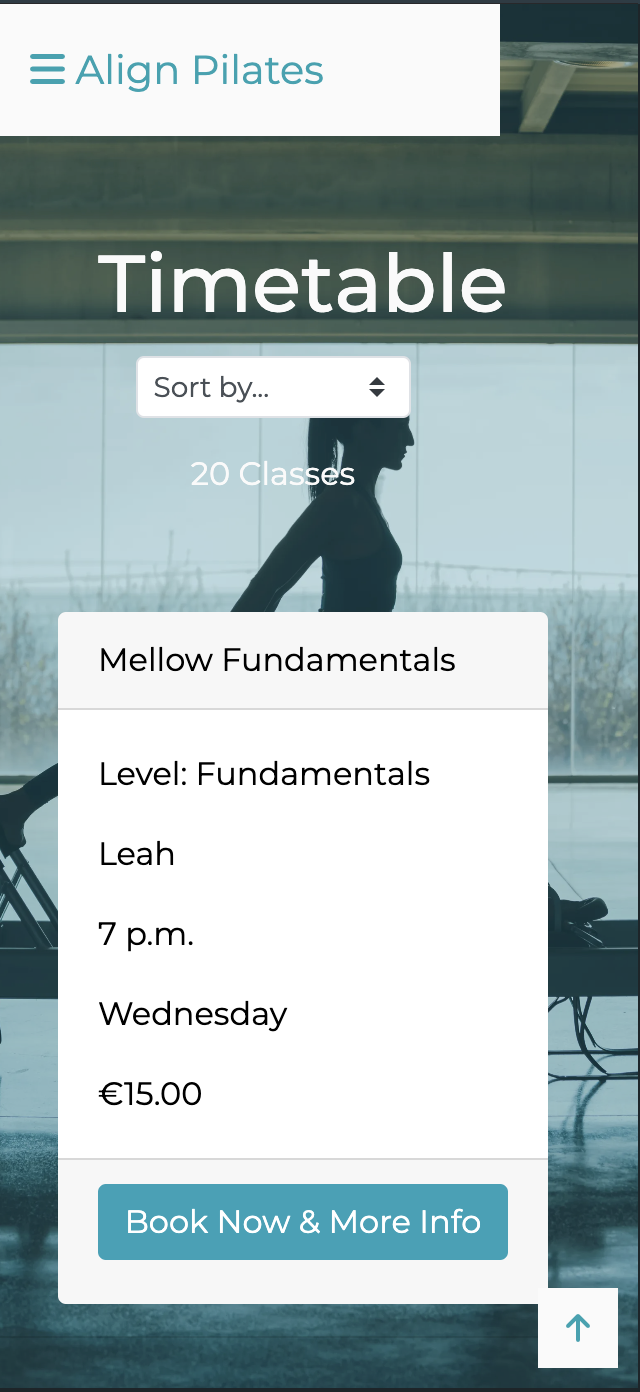 Align Pilates
Timetable
Sort by...
20 Classes
Mellow Fundamentals
Level: Fundamentals
Leah
7 p.m.
Wednesday
€15.00
Book Now & More Info